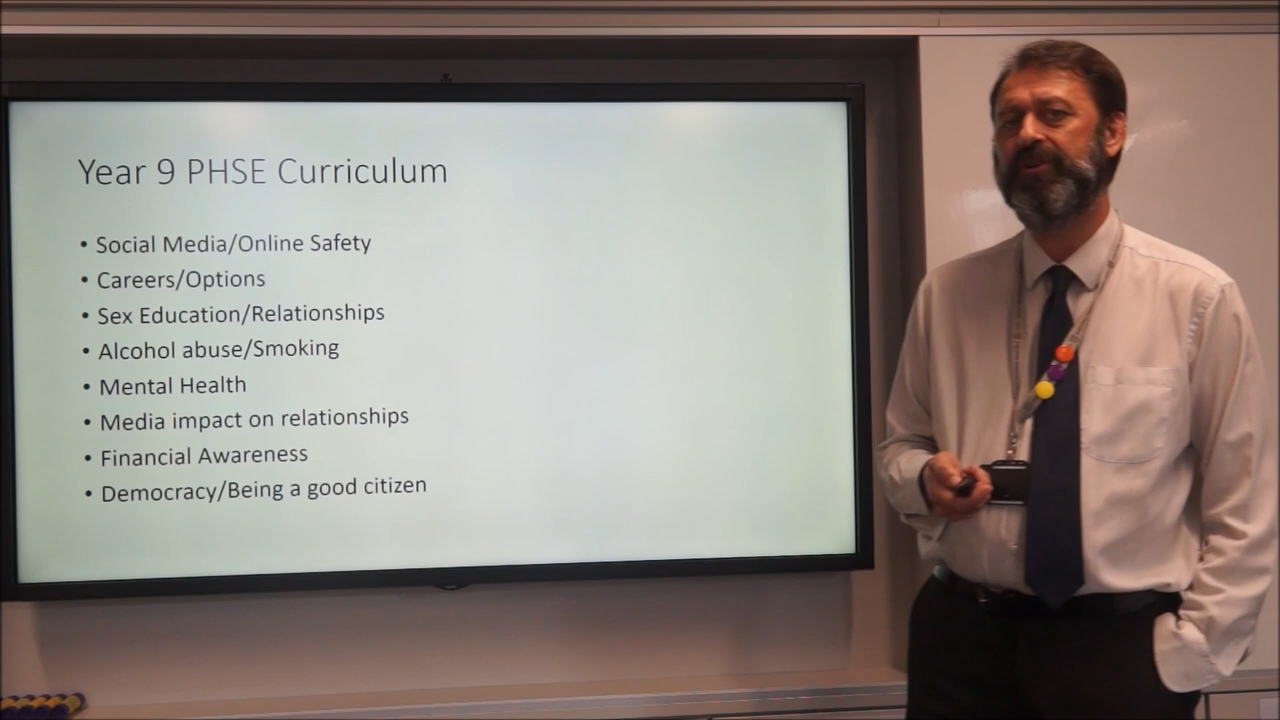 Year 9 PHSE Curriculum
• Social Media/Online Safety
• Careers/Options
• Sex Education/Relationships
• Alcohol abuse/Smoking
• Mental Health
• Media impact on relationships
• Financial Awareness
• Democracy/Being a good citizen